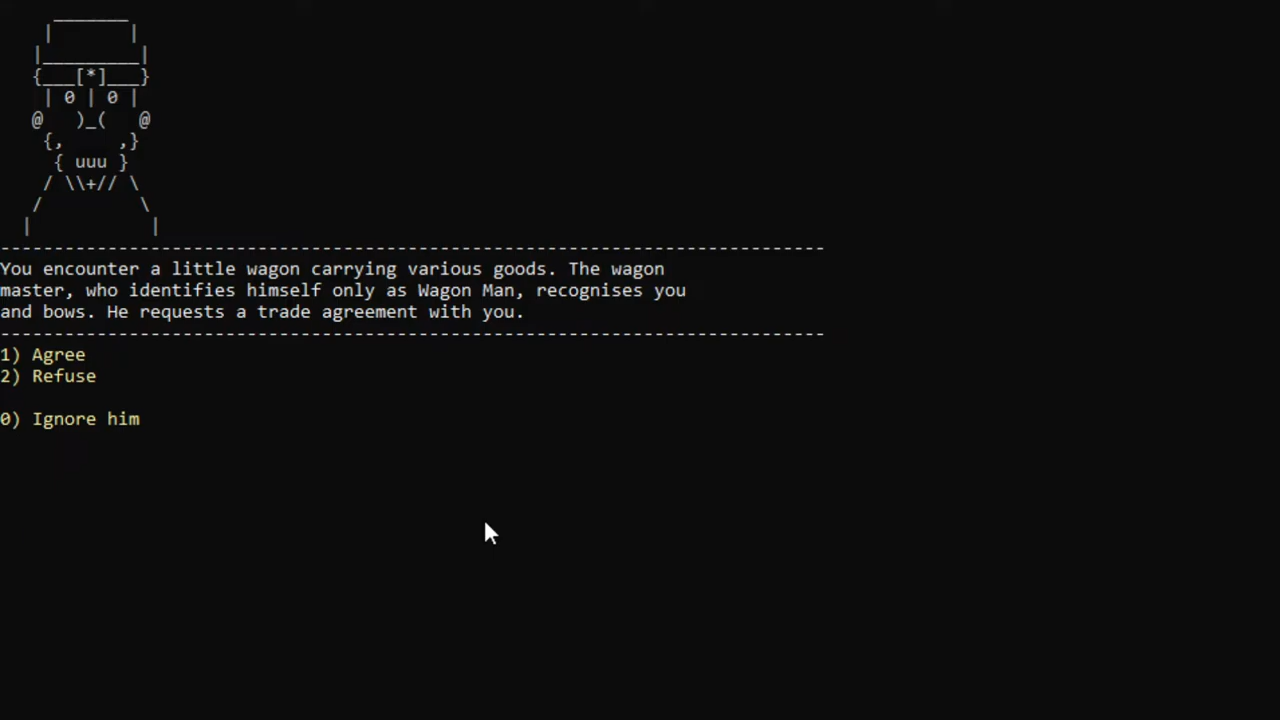 You encounter a little wagon carrying various goods. The wagon
master, who identifies himself only as Wagon Man, recognises you
and bows. He requests a trade agreement with you.
1) Agree
2) Refuse
0) Ignore him